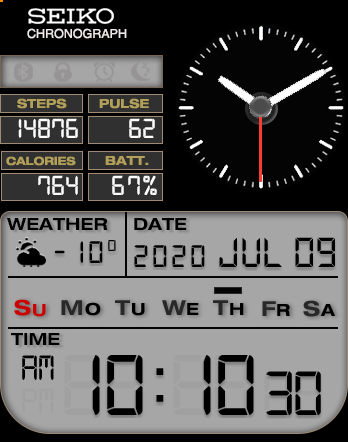 SEIKO
CHRONOGRAPH
STEPS PULSE
14876 62
CALORIES BATT.
764 67%
WEATHER DATE
-10° 2020 JUL 09
SU MO TU WE TH FR SA
TIME
AM 10:10 30
PM